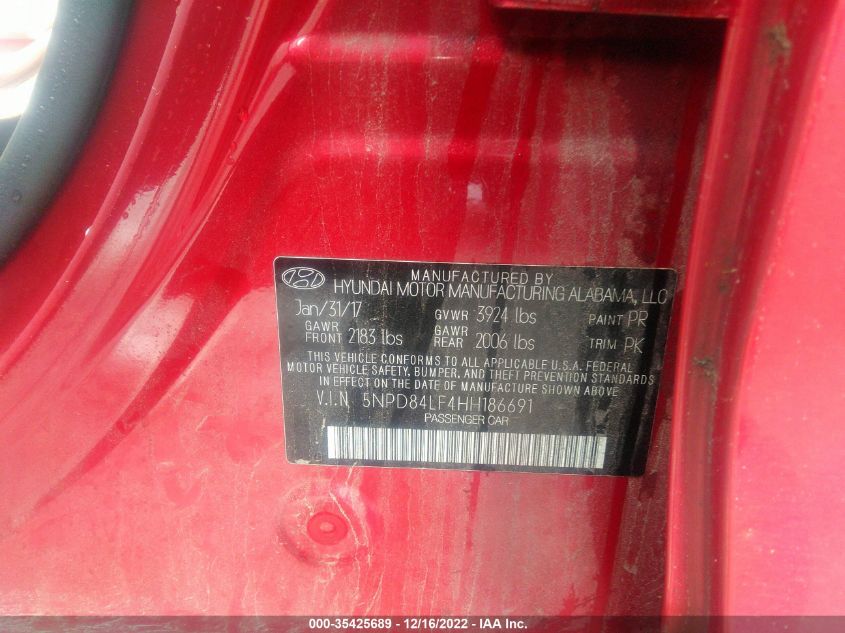 MANUFACTURED BY
HYUNDAI MOTOR MANUFACTURING ALABAMA, LLC
Jan/31/17 GVWR 3924 lbs PAINT PR
GAWR FRONT 2183 lbs GAWR REAR 2006 lbs TRIM PK
THIS VEHICLE CONFORMS TO ALL APPLICABLE U.S.A. FEDERAL
MOTOR VEHICLE SAFETY, BUMPER, AND THEFT PREVENTION STANDARDS
IN EFFECT ON THE DATE OF MANUFACTURE SHOWN ABOVE
V.I.N 5NPD84LF4HH186691
PASSENGER CAR
000-35425689 - 12/16/2022 - IAA Inc.